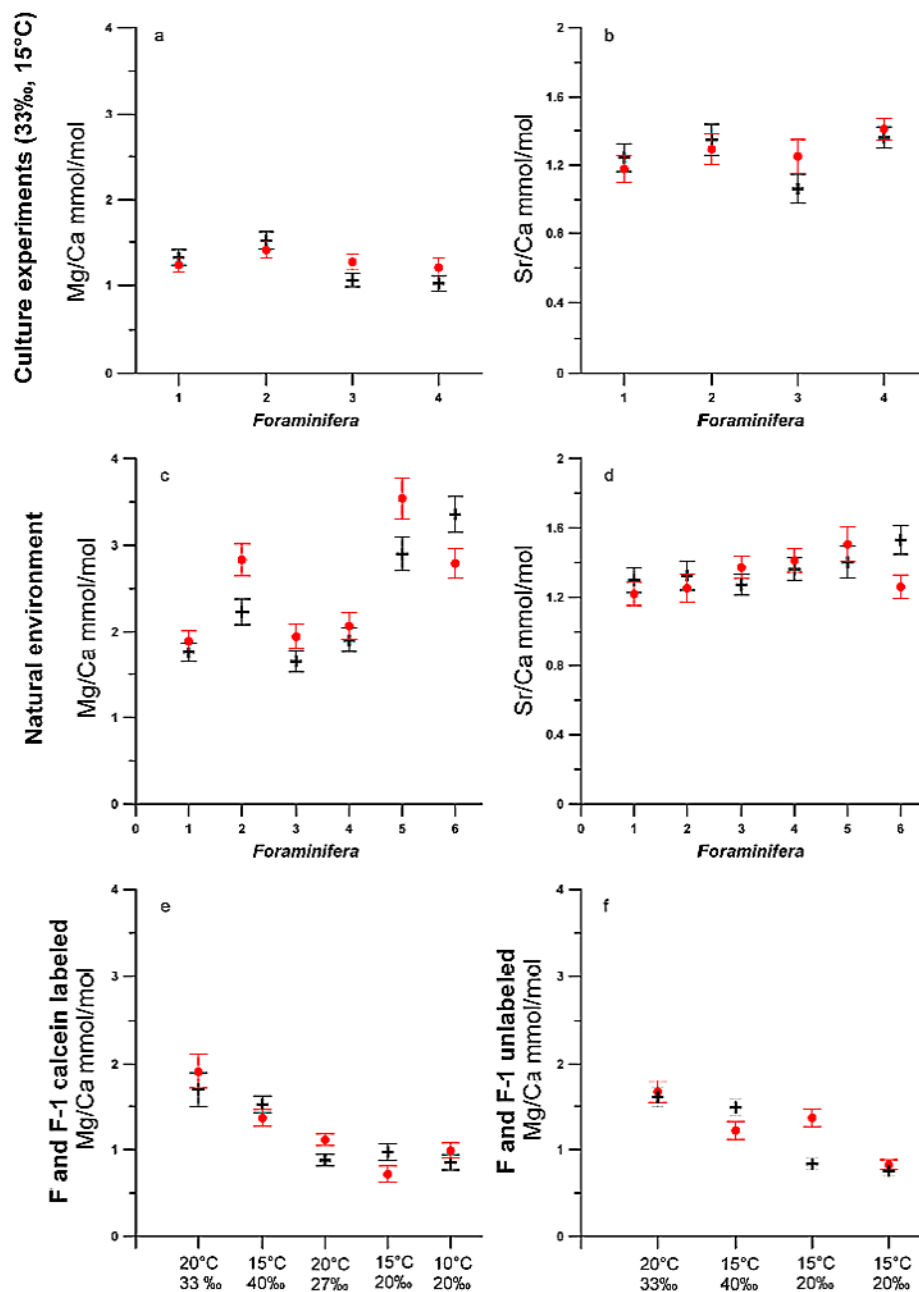 Culture experiments (33‰, 15°C)
a
Mg/Ca mmol/mol
4
3
2
1
0
1 2 3 4
Foraminifera
b
Sr/Ca mmol/mol
2
1.6
1.2
0.8
0.4
0
1 2 3 4
Foraminifera
Natural environment
c
Mg/Ca mmol/mol
4
3
2
1
0
0 1 2 3 4 5 6
Foraminifera
d
Sr/Ca mmol/mol
2
1.6
1.2
0.8
0.4
0
0 1 2 3 4 5 6
Foraminifera
F and F-1 calcein labeled
Mg/Ca mmol/mol
e
4
3
2
1
0
20°C 15°C 20°C 15°C 10°C
33 ‰ 40‰ 27‰ 20‰ 20‰
F and F-1 unlabeled
Mg/Ca mmol/mol
f
4
3
2
1
0
20°C 15°C 15°C 15°C
33‰ 40‰ 20‰ 20‰